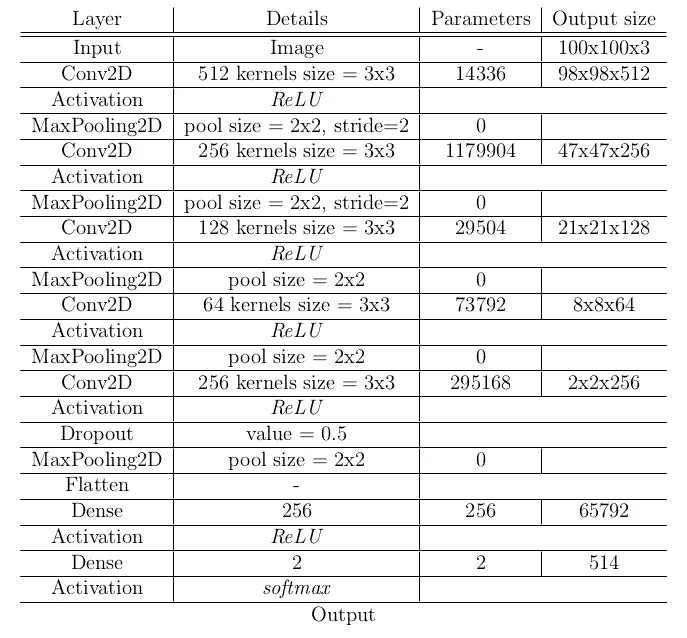 Layer Details Parameters Output size
Input Image - 100x100x3
Conv2D 512 kernels size = 3x3 14336 98x98x512
Activation ReLU
MaxPooling2D pool size = 2x2, stride=2 0
Conv2D 256 kernels size = 3x3 1179904 47x47x256
Activation ReLU
MaxPooling2D pool size = 2x2, stride=2 0
Conv2D 128 kernels size = 3x3 29504 21x21x128
Activation ReLU
MaxPooling2D pool size = 2x2 0
Conv2D 64 kernels size = 3x3 73792 8x8x64
Activation ReLU
MaxPooling2D pool size = 2x2 0
Conv2D 256 kernels size = 3x3 295168 2x2x256
Activation ReLU
Dropout value = 0.5
MaxPooling2D pool size = 2x2 0
Flatten -
Dense 256 256 65792
Activation ReLU
Dense 2 2 514
Activation softmax
Output